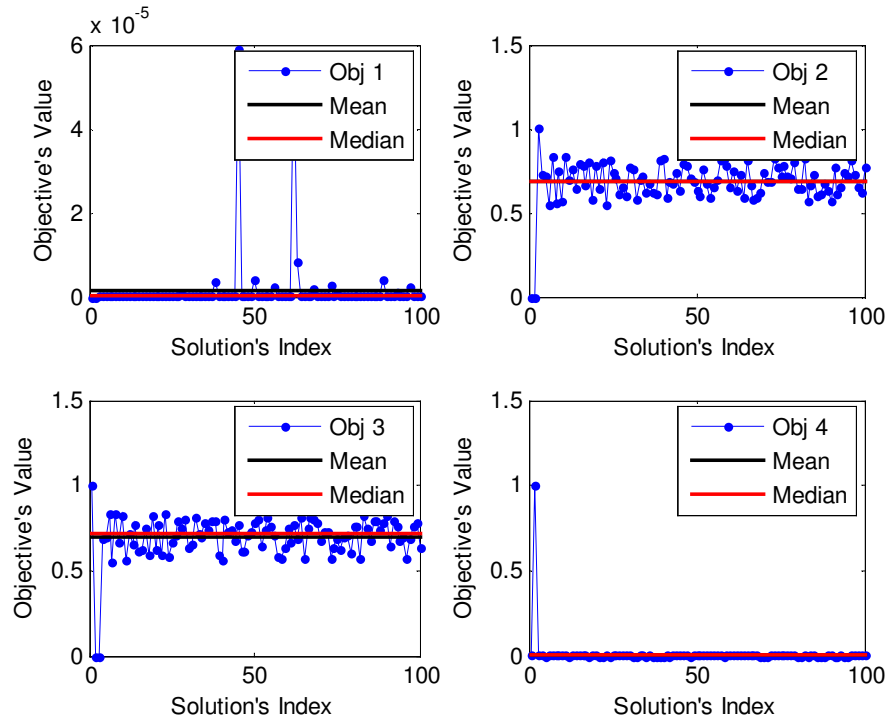 x 10^-5
6
4
2
0
0
50
100
Objective's Value
Solution's Index
Obj 1
Mean
Median
1.5
1
0.5
0
0
50
100
Objective's Value
Solution's Index
Obj 2
Mean
Median
1.5
1
0.5
0
0
50
100
Objective's Value
Solution's Index
Obj 3
Mean
Median
1.5
1
0.5
0
0
50
100
Objective's Value
Solution's Index
Obj 4
Mean
Median